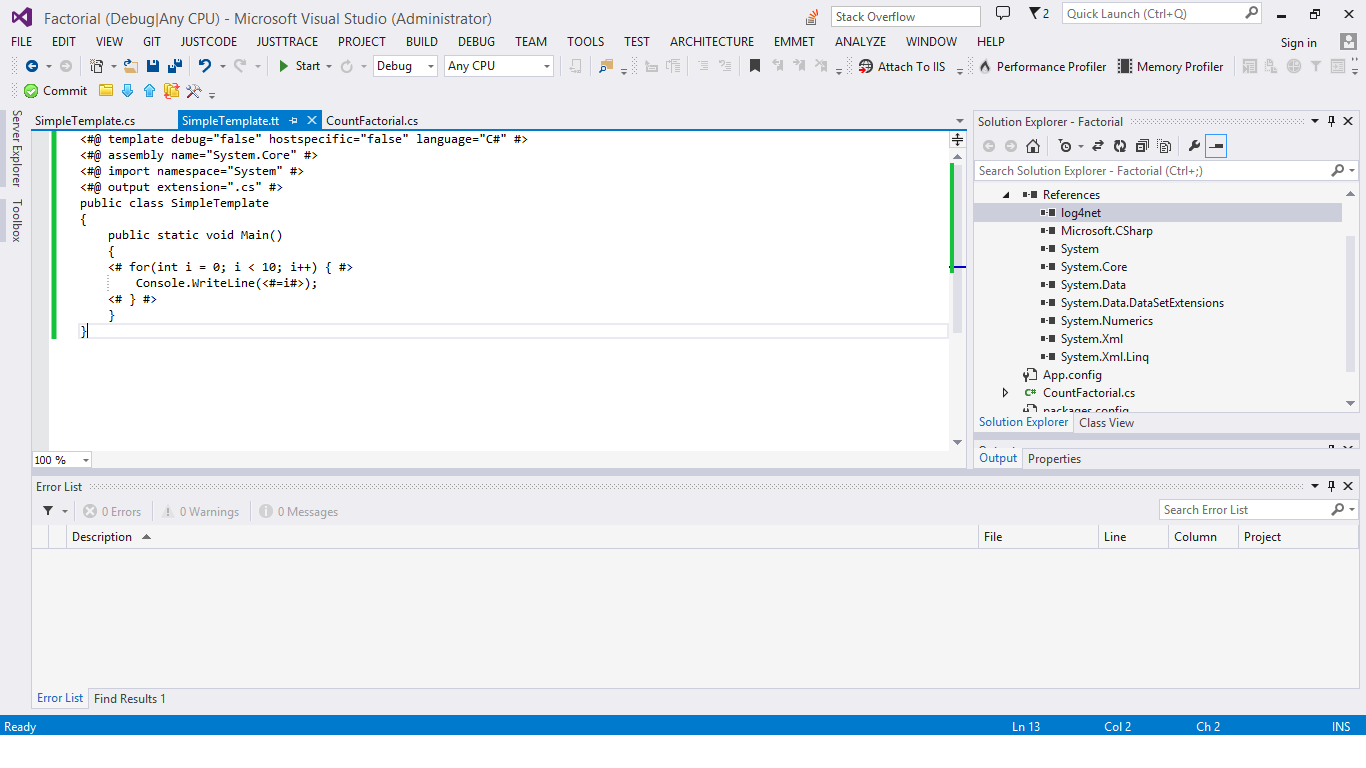 Factorial (Debug|Any CPU) - Microsoft Visual Studio (Administrator)
Stack Overflow
2
Quick Launch (Ctrl+Q)
FILE EDIT VIEW GIT JUSTCODE JUSTTRACE PROJECT BUILD DEBUG TEAM TOOLS TEST ARCHITECTURE EMMET ANALYZE WINDOW HELP
Sign in
Start Debug Any CPU Attach To IIS Performance Profiler Memory Profiler
Commit
Server Explorer
Toolbox
SimpleTemplate.cs SimpleTemplate.tt CountFactorial.cs
<#@ template debug="false" hostspecific="false" language="C#" #>
<#@ assembly name="System.Core" #>
<#@ import namespace="System" #>
<#@ output extension=".cs" #>
public class SimpleTemplate
{
public static void Main()
{
<# for(int i = 0; i < 10; i++) { #>
Console.WriteLine(<#=i#>);
<# } #>
}
}
100 %
Solution Explorer - Factorial
Search Solution Explorer - Factorial (Ctrl+;)
References
log4net
Microsoft.CSharp
System
System.Core
System.Data
System.Data.DataSetExtensions
System.Numerics
System.Xml
System.Xml.Linq
App.config
C# CountFactorial.cs
packages.config
Solution Explorer Class View
Output
Output Properties
Error List
0 Errors 0 Warnings 0 Messages
Search Error List
Description File Line Column Project
Error List Find Results 1
Ready Ln 13 Col 2 Ch 2 INS